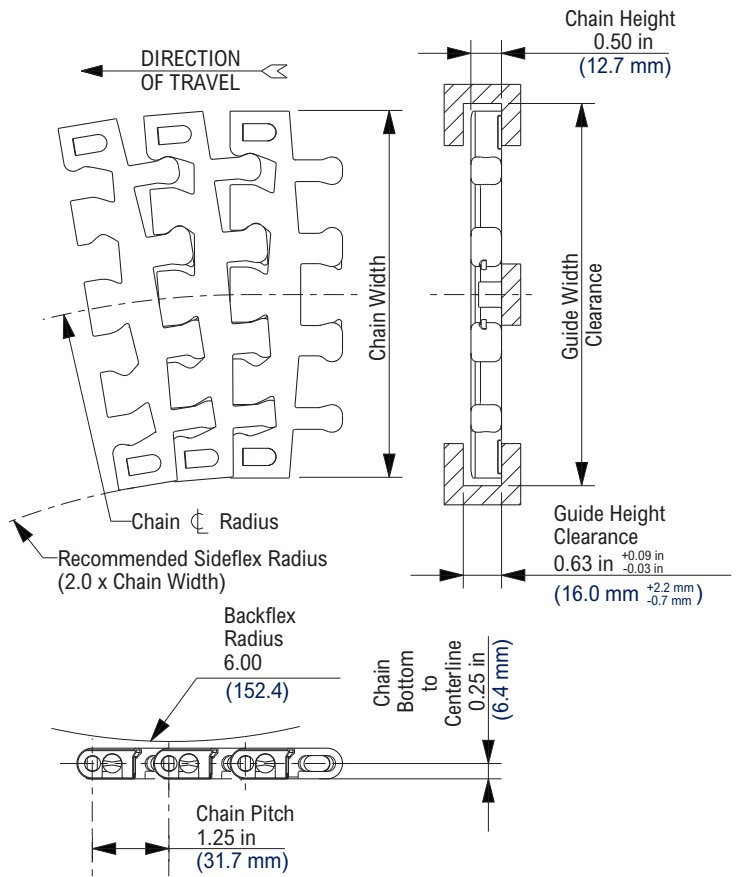 DIRECTION
OF TRAVEL
Chain Height
0.50 in
(12.7 mm)
Chain Width
Guide Width
Clearance
Chain ℄ Radius
Recommended Sideflex Radius
(2.0 x Chain Width)
Guide Height
Clearance
0.63 in +0.09 in -0.03 in
(16.0 mm +2.2 mm -0.7 mm)
Backflex
Radius
6.00
(152.4)
Chain
Bottom
to
Centerline
0.25 in
(6.4 mm)
Chain Pitch
1.25 in
(31.7 mm)